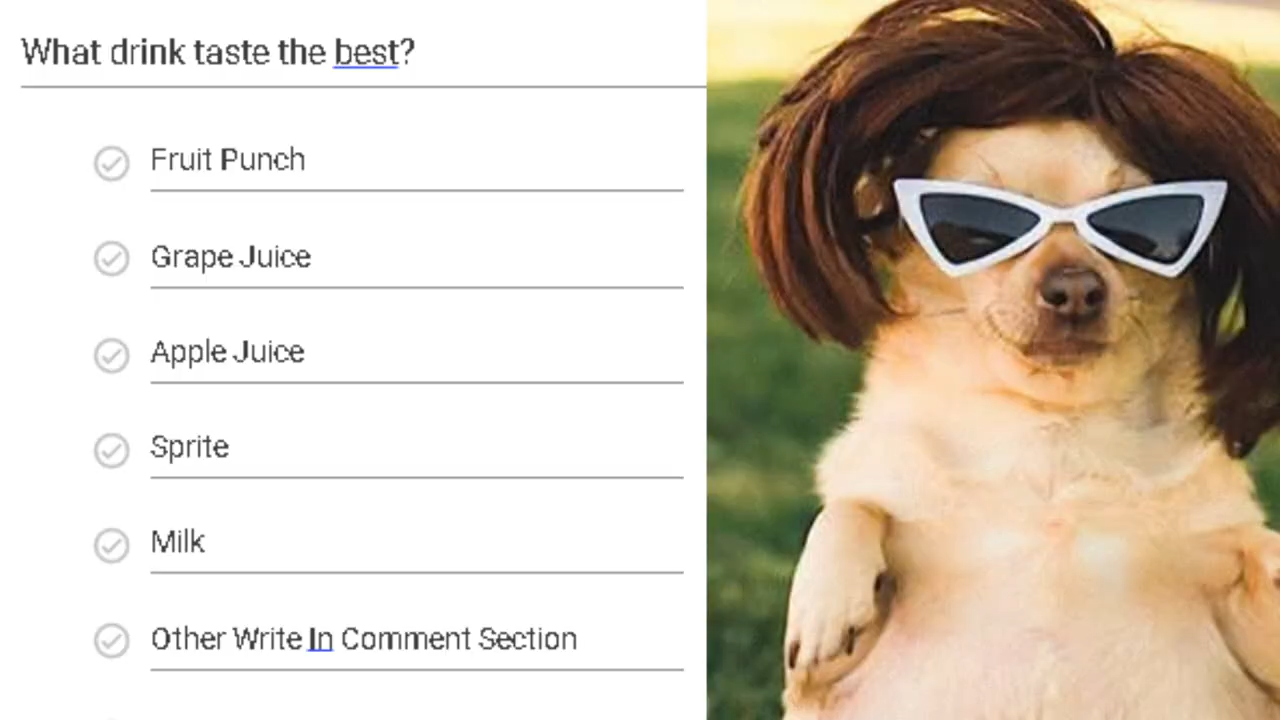 What drink taste the best?
Fruit Punch
Grape Juice
Apple Juice
Sprite
Milk
Other Write In Comment Section